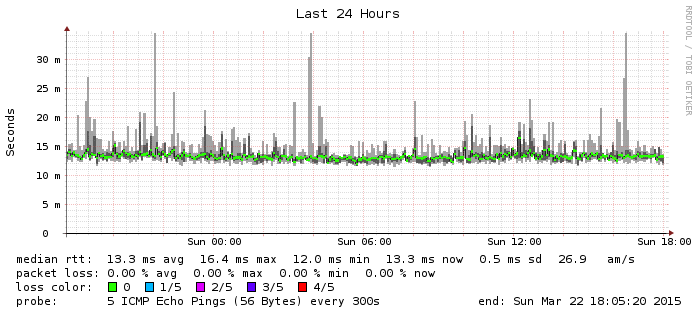 Last 24 Hours
RRDTOOL / TOBI OETIKER
Seconds
30 m
25 m
20 m
15 m
10 m
5 m
0
Sun 00:00 Sun 06:00 Sun 12:00 Sun 18:00
median rtt: 13.3 ms avg 16.4 ms max 12.0 ms min 13.3 ms now 0.5 ms sd 26.9 am/s
packet loss: 0.00 % avg 0.00 % max 0.00 % min 0.00 % now
loss color: 0 1/5 2/5 3/5 4/5
probe: 5 ICMP Echo Pings (56 Bytes) every 300s end: Sun Mar 22 18:05:20 2015